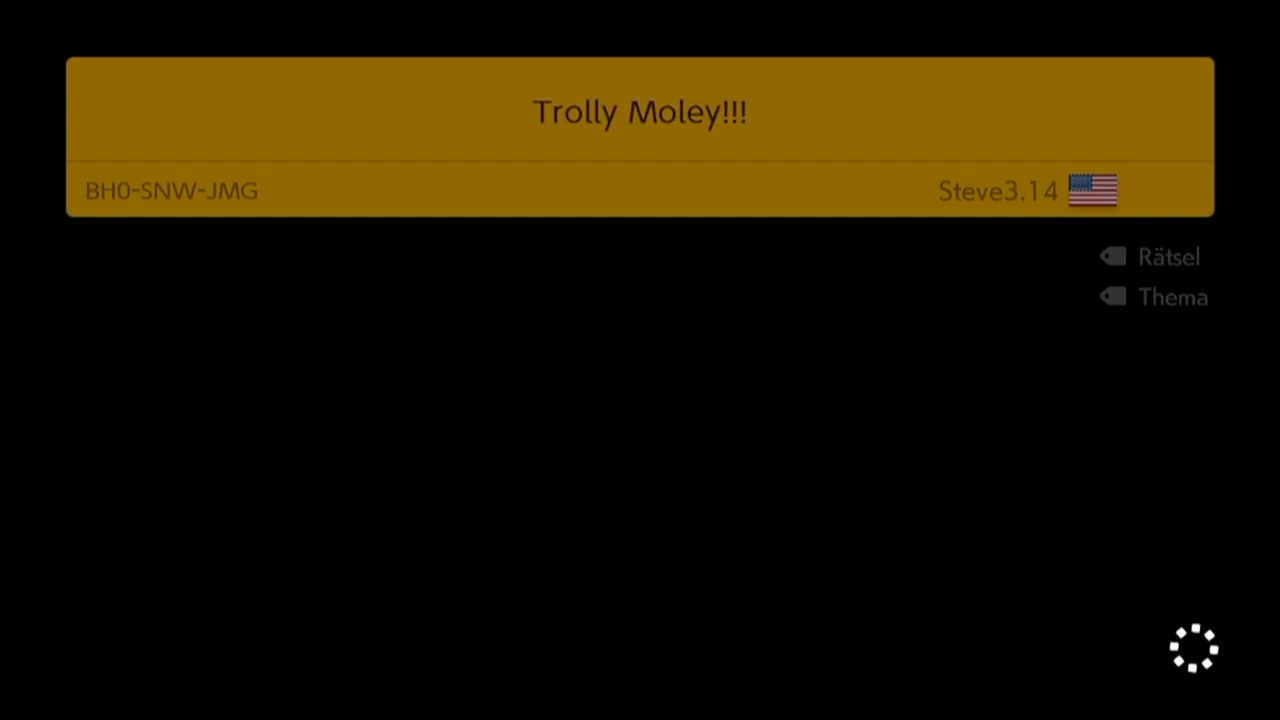 Trolly Moley!!!
BH0-SNW-JMG
Steve3.14
Rätsel
Thema